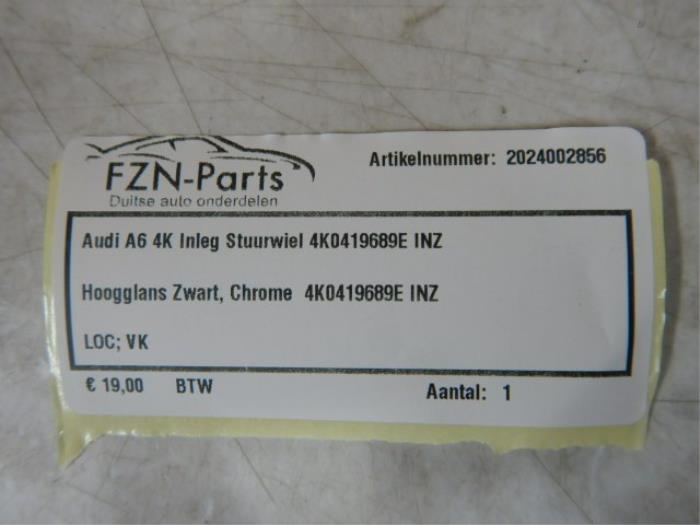 FZN-Parts
Duitse auto onderdelen
Artikelnummer: 2024002856
Audi A6 4K Inleg Stuurwiel 4K0419689E INZ
Hoogglans Zwart, Chrome 4K0419689E INZ
LOC; VK
€ 19,00 BTW
Aantal: 1